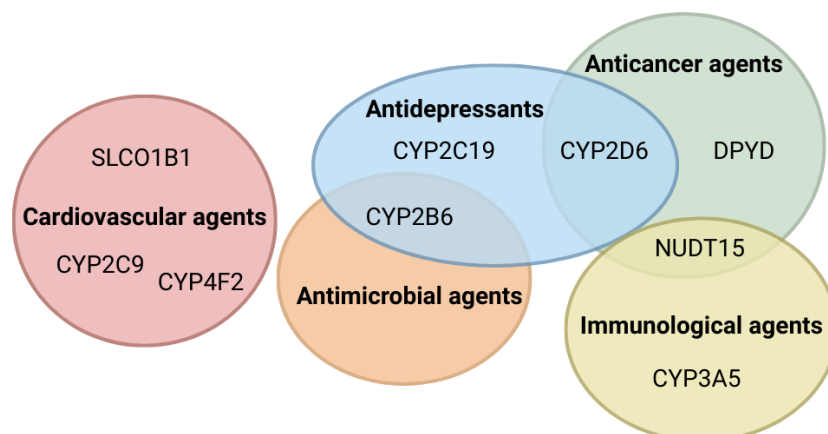 Anticancer agents
Antidepressants
CYP2C19
CYP2D6
DPYD
SLCO1B1
Cardiovascular agents
CYP2C9
CYP4F2
CYP2B6
Antimicrobial agents
NUDT15
Immunological agents
CYP3A5